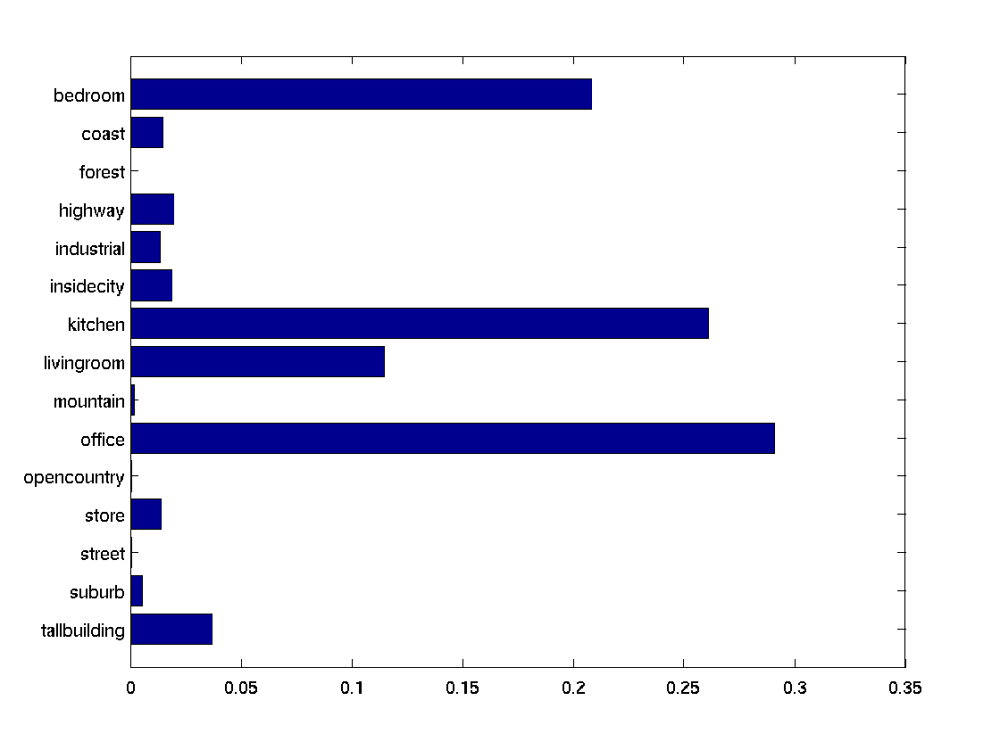 bedroom
coast
forest
highway
industrial
insidecity
kitchen
livingroom
mountain
office
opencountry
store
street
suburb
tallbuilding
0 0.05 0.1 0.15 0.2 0.25 0.3 0.35